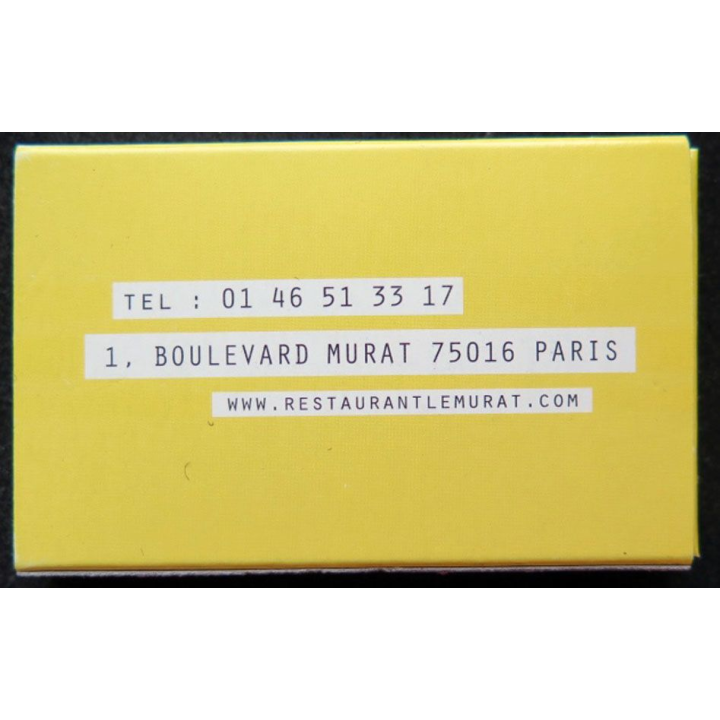 TEL : 01 46 51 33 17
1, BOULEVARD MURAT 75016 PARIS
WWW.RESTAURANTLEMURAT.COM